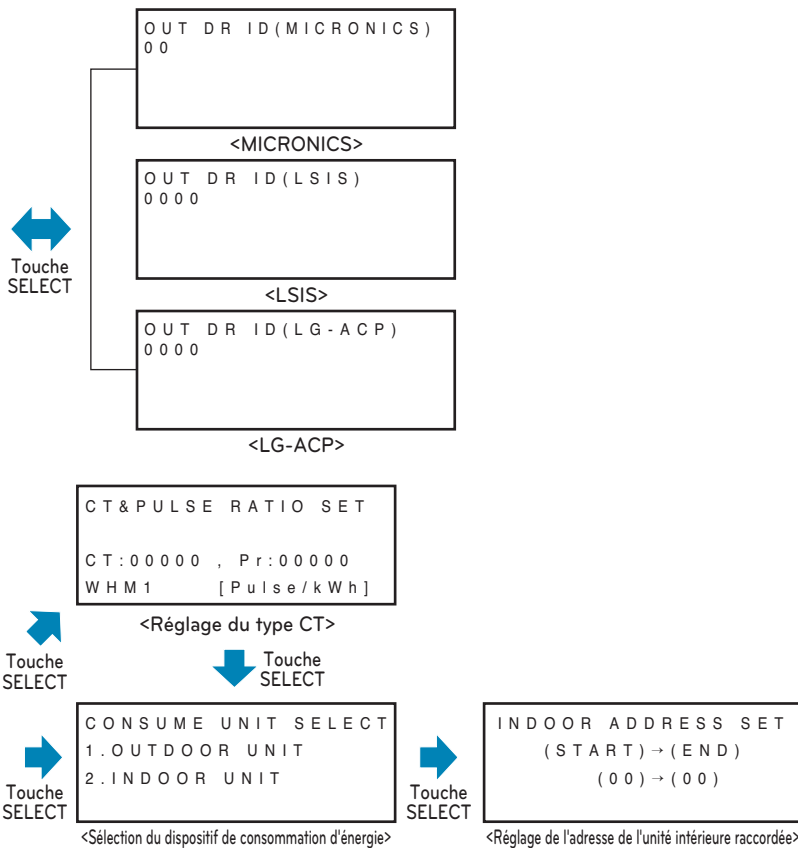 OUT DR ID(MICRONICS)
00
<MICRONICS>
OUT DR ID(LSIS)
0000
<LSIS>
Touche
SELECT
OUT DR ID(LG-ACP)
0000
<LG-ACP>
CT&PULSE RATIO SET
CT:00000 , Pr:00000
WHM1 [Pulse/kWh]
<Réglage du type CT>
Touche
SELECT
Touche
SELECT
CONSUME UNIT SELECT
1.OUTDOOR UNIT
2.INDOOR UNIT
Touche
SELECT
<Sélection du dispositif de consommation d'énergie>
Touche
SELECT
INDOOR ADDRESS SET
(START)→(END)
(00)→(00)
<Réglage de l'adresse de l'unité intérieure raccordée>